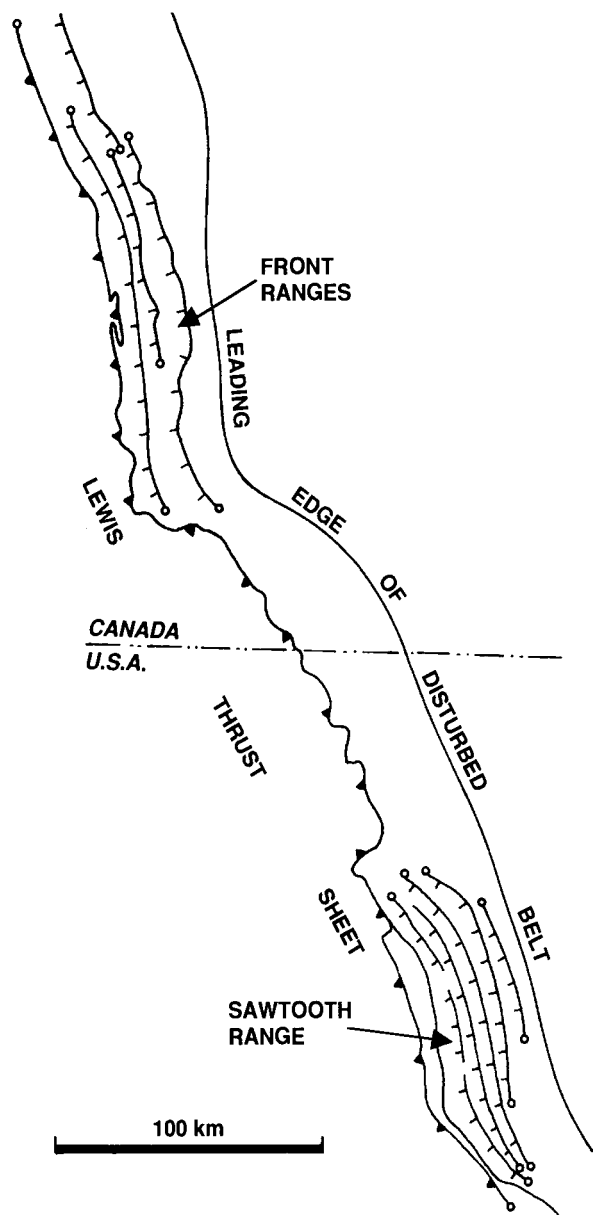 FRONT
RANGES
LEADING
EDGE
OF
DISTURBED
BELT
LEWIS
THRUST
SHEET
CANADA
U.S.A.
SAWTOOTH
RANGE
100 km